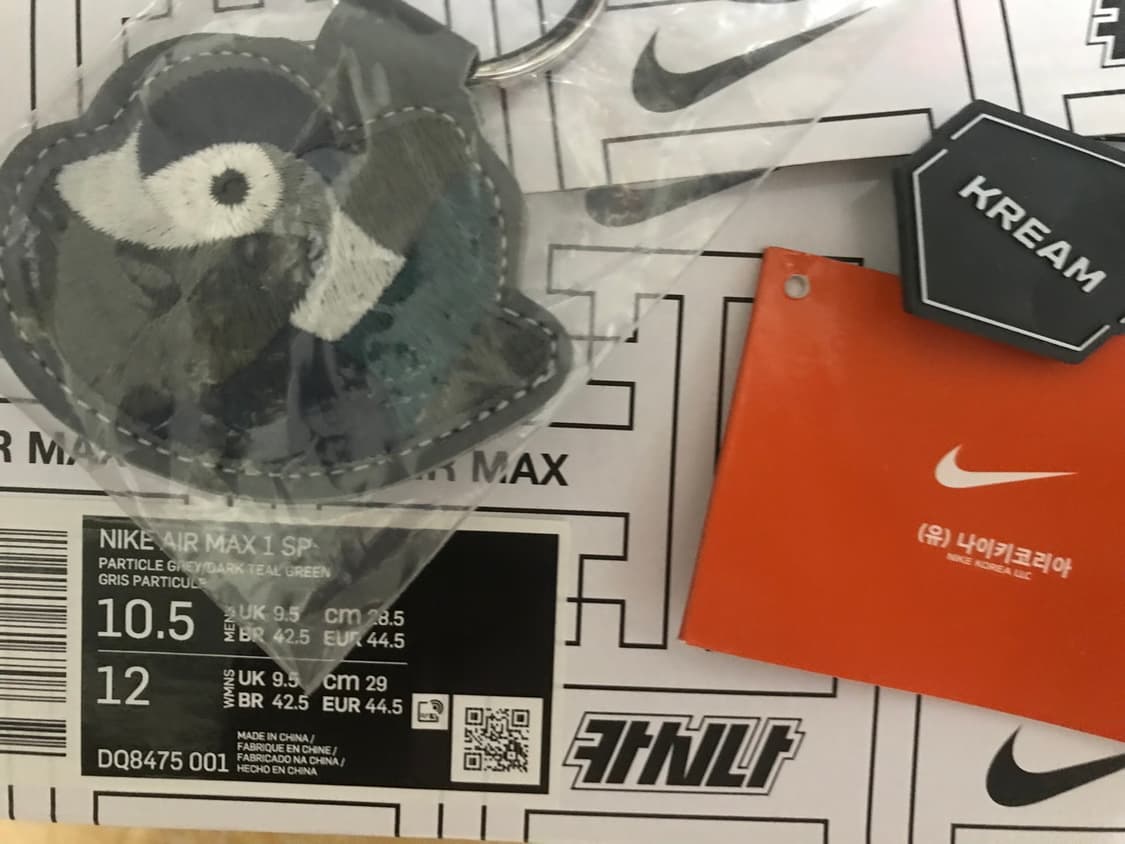 KREAM
R MA
AIR MAX
(유) 나이키코리아
NIKE KOREA LLC
NIKE AIR MAX 1 SP
PARTICLE GREY/DARK TEAL GREEN
GRIS PARTICULE
10.5
MENS
UK 9.5 cm 28.5
BR 42.5 EUR 44.5
12
WMNS
UK 9.5 cm 29
BR 42.5 EUR 44.5
MADE IN CHINA /
FABRIQUE EN CHINE /
FABRICADO NA CHINA /
HECHO EN CHINA
DQ8475 001
카시나